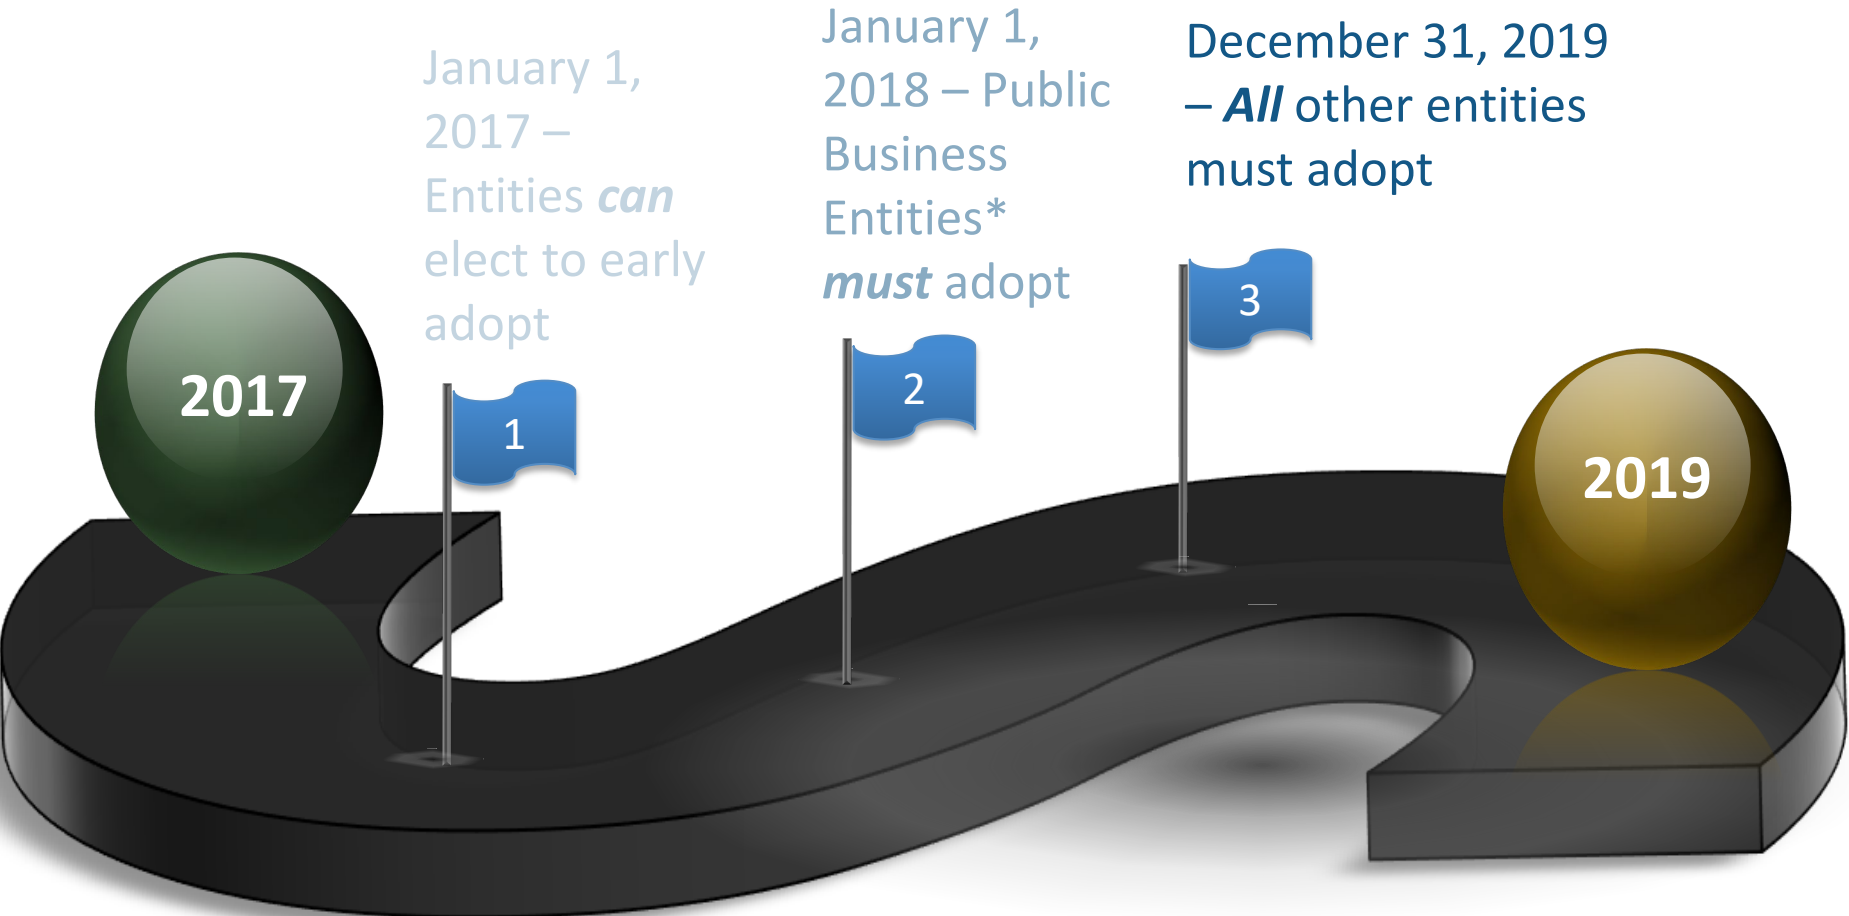 January 1,
2017 –
Entities can
elect to early
adopt
January 1,
2018 – Public
Business
Entities*
must adopt
December 31, 2019
– All other entities
must adopt
2017
1
2
3
2019